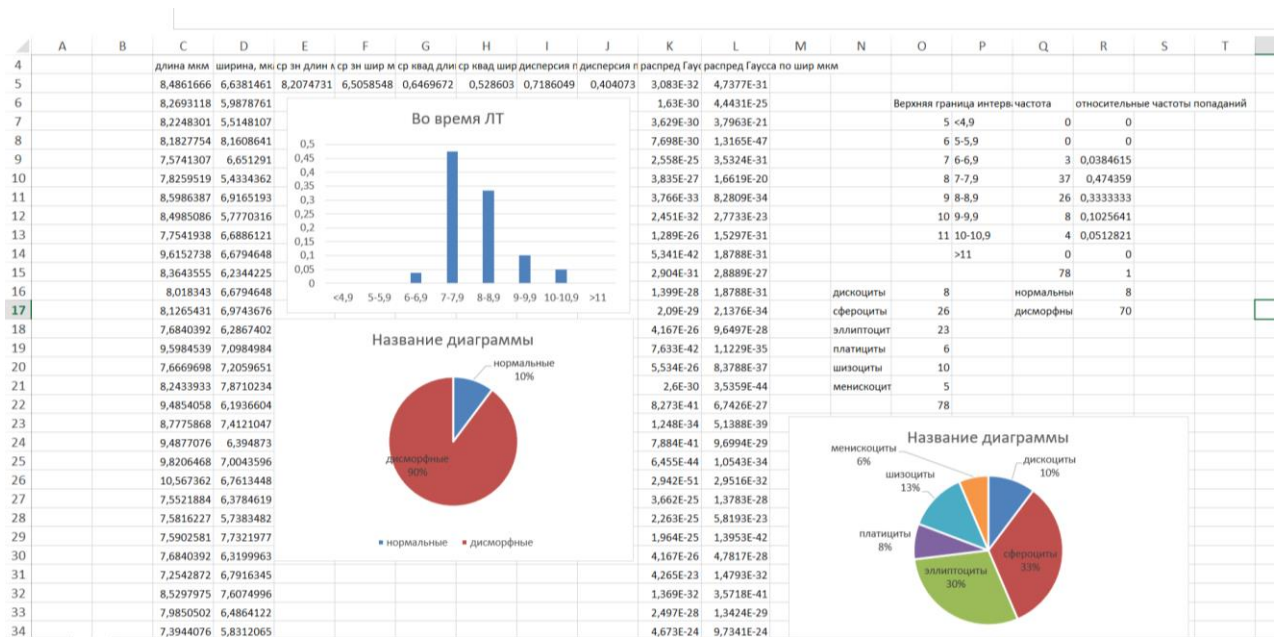 A B C D E F G H I J K L M N O P Q R S T
4 длина мкм ширина, мк ср зн длин м ср зн шир м ср квад длин ср квад шир дисперсия п дисперсия п распред Гаус распред Гаусса по шир мкм
5 8,4861666 6,6381461 8,2074731 6,5058548 0,6469672 0,528603 0,7186049 0,404073 3,083E-32 4,7377E-31
6 8,2693118 5,9878761 1,63E-30 4,4431E-25 Верхняя граница интерв частота относительные частоты попаданий
7 8,2248301 5,5148107 3,629E-30 3,7963E-21 5 <4,9 0 0
8 8,1827754 8,1608641 7,698E-30 1,3165E-47 6 5-5,9 0 0
9 7,5741307 6,651291 2,558E-25 3,5324E-31 7 6-6,9 3 0,0384615
10 7,8259519 5,4334362 3,835E-27 1,6619E-20 8 7-7,9 37 0,474359
11 8,5986387 6,9165193 3,766E-33 8,2809E-34 9 8-8,9 26 0,3333333
12 8,4985086 5,7770316 2,451E-32 2,7733E-23 10 9-9,9 8 0,1025641
13 7,7541938 6,6886121 1,289E-26 1,5297E-31 11 10-10,9 4 0,0512821
14 9,6152738 6,6794648 5,341E-42 1,8788E-31 >11 0 0
15 8,3643555 6,2344225 2,904E-31 2,8889E-27 78 1
16 8,018343 6,6794648 1,399E-28 1,8788E-31 дискоциты 8 нормальны 8
17 8,1265431 6,9743676 2,09E-29 2,1376E-34 сфероциты 26 дисморфны 70
18 7,6840392 6,2867402 4,167E-26 9,6497E-28 эллиптоцит 23
19 9,5984539 7,0984984 7,633E-42 1,1229E-35 платициты 6
20 7,6669698 7,2059651 5,534E-26 8,3788E-37 шизоциты 10
21 8,2433933 7,8710234 2,6E-30 3,5359E-44 менискоцит 5
22 9,4854058 6,1936604 8,273E-41 6,7426E-27 78
23 8,7775868 7,4121047 1,248E-34 5,1388E-39
24 9,4877076 6,394873 7,884E-41 9,6994E-29
25 9,8206468 7,0043596 6,455E-44 1,0543E-34
26 10,567362 6,7613448 2,942E-51 2,9516E-32
27 7,5521884 6,3784619 3,662E-25 1,3783E-28
28 7,5816227 5,7383482 2,263E-25 5,8193E-23
29 7,5902581 7,7321977 1,964E-25 1,3953E-42
30 7,6840392 6,3199963 4,167E-26 4,7817E-28
31 7,2542872 6,7916345 4,265E-23 1,4793E-32
32 8,5297975 7,6074996 1,369E-32 3,5718E-41
33 7,9850502 6,4864122 2,497E-28 1,3424E-29
34 7,3944076 5,8312065 4,673E-24 9,7341E-24
Во время ЛТ
0,5
0,45
0,4
0,35
0,3
0,25
0,2
0,15
0,1
0,05
0
<4,9 5-5,9 6-6,9 7-7,9 8-8,9 9-9,9 10-10,9 >11
Название диаграммы
нормальные
10%
дисморфные
90%
нормальные дисморфные
Название диаграммы
менискоциты
6%
дискоциты
10%
шизоциты
13%
платициты
8%
сфероциты
33%
эллиптоциты
30%